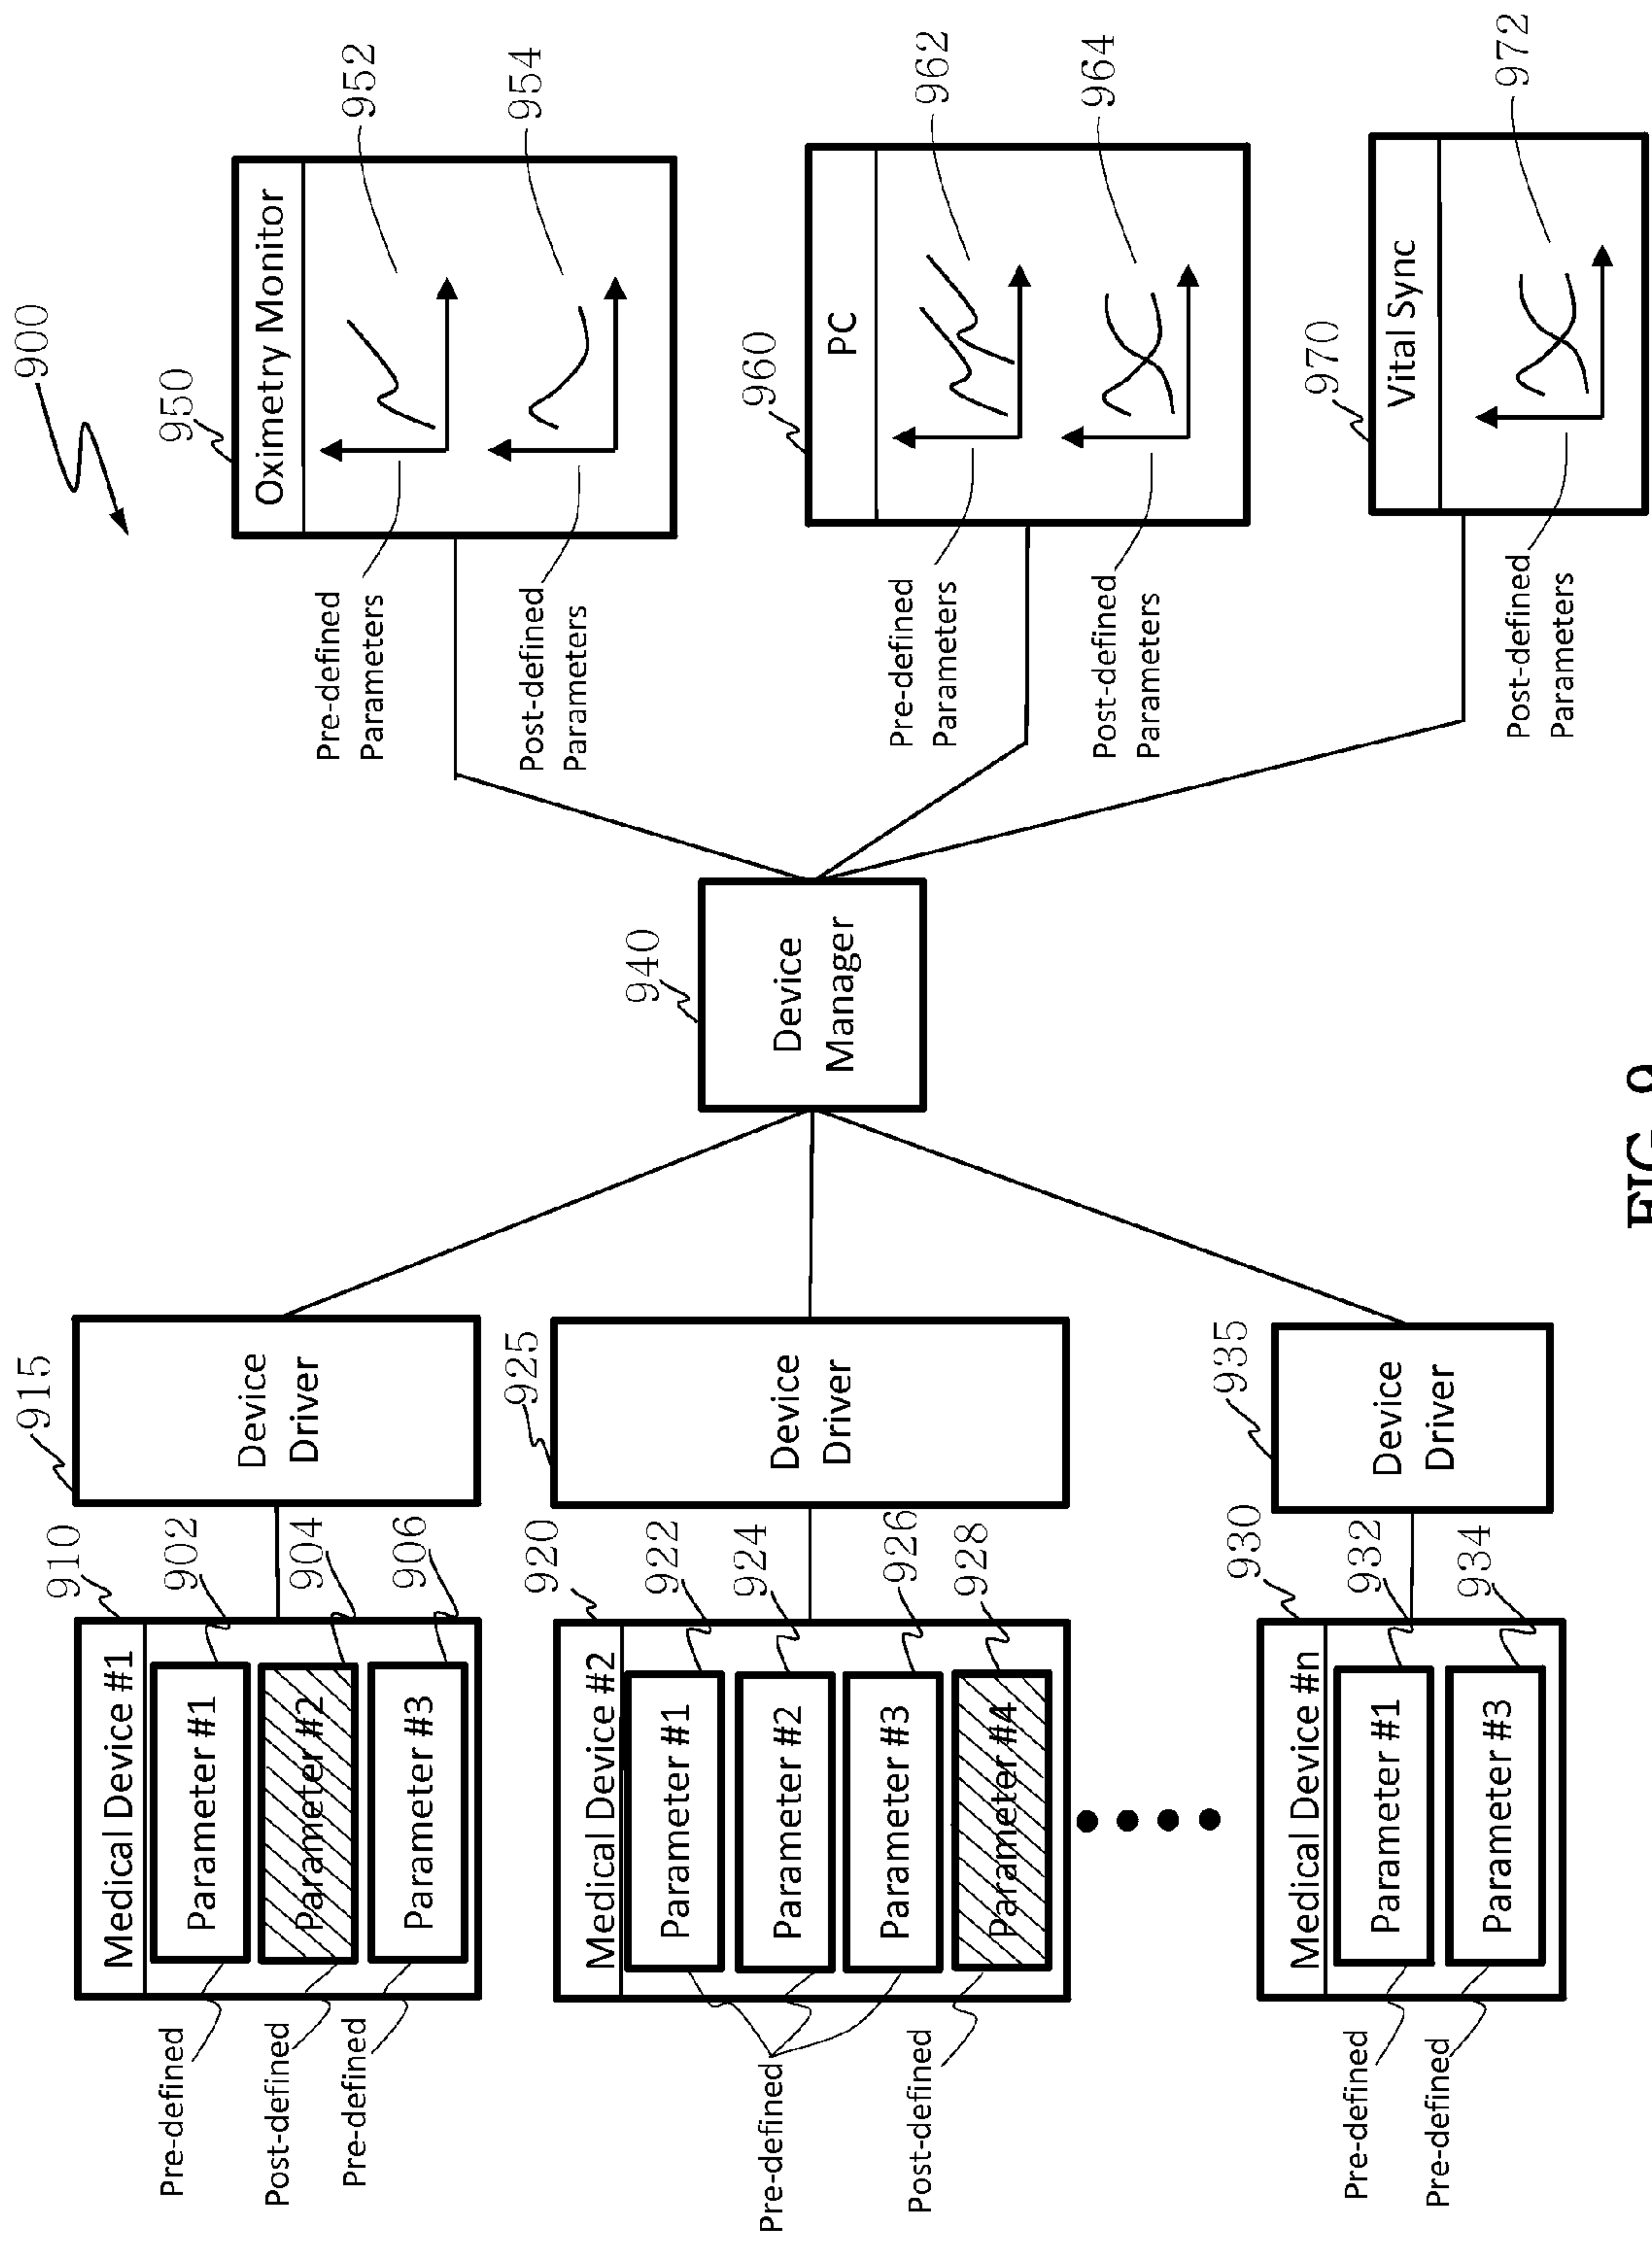 900
910
Medical Device #1
Parameter #1
902
Parameter #2
904
Parameter #3
906
Pre-defined
Post-defined
Pre-defined
915
Device
Driver
920
Medical Device #2
Parameter #1
922
Parameter #2
924
Parameter #3
926
Parameter #4
928
Pre-defined
Post-defined
925
Device
Driver
930
Medical Device #n
Parameter #1
932
Parameter #3
934
Pre-defined
Pre-defined
935
Device
Driver
940
Device
Manager
950
Oximetry Monitor
952
954
Pre-defined
Parameters
Post-defined
Parameters
960
PC
962
964
Pre-defined
Parameters
Post-defined
Parameters
970
Vital Sync
972
Post-defined
Parameters
FIG. 9